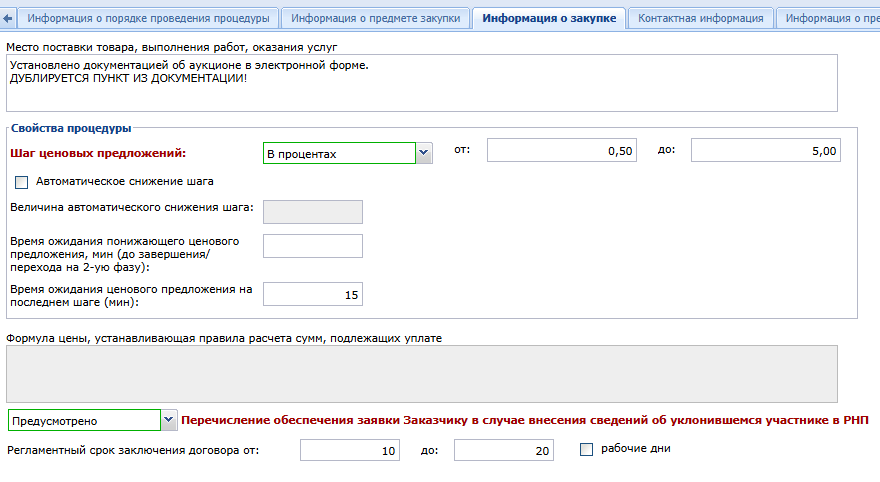 Информация о порядке проведения процедуры Информация о предмете закупки Информация о закупке Контактная информация Информация о пре
Место поставки товара, выполнения работ, оказания услуг
Установлено документацией об аукционе в электронной форме.
ДУБЛИРУЕТСЯ ПУНКТ ИЗ ДОКУМЕНТАЦИИ!
Свойства процедуры
Шаг ценовых предложений: В процентах от: 0,50 до: 5,00
Автоматическое снижение шага
Величина автоматического снижения шага:
Время ожидания понижающего ценового
предложения, мин (до завершения/
перехода на 2-ую фазу):
Время ожидания ценового предложения на
последнем шаге (мин): 15
Формула цены, устанавливающая правила расчета сумм, подлежащих уплате
Предусмотрено Перечисление обеспечения заявки Заказчику в случае внесения сведений об уклонившемся участнике в РНП
Регламентный срок заключения договора от: 10 до: 20 рабочие дни